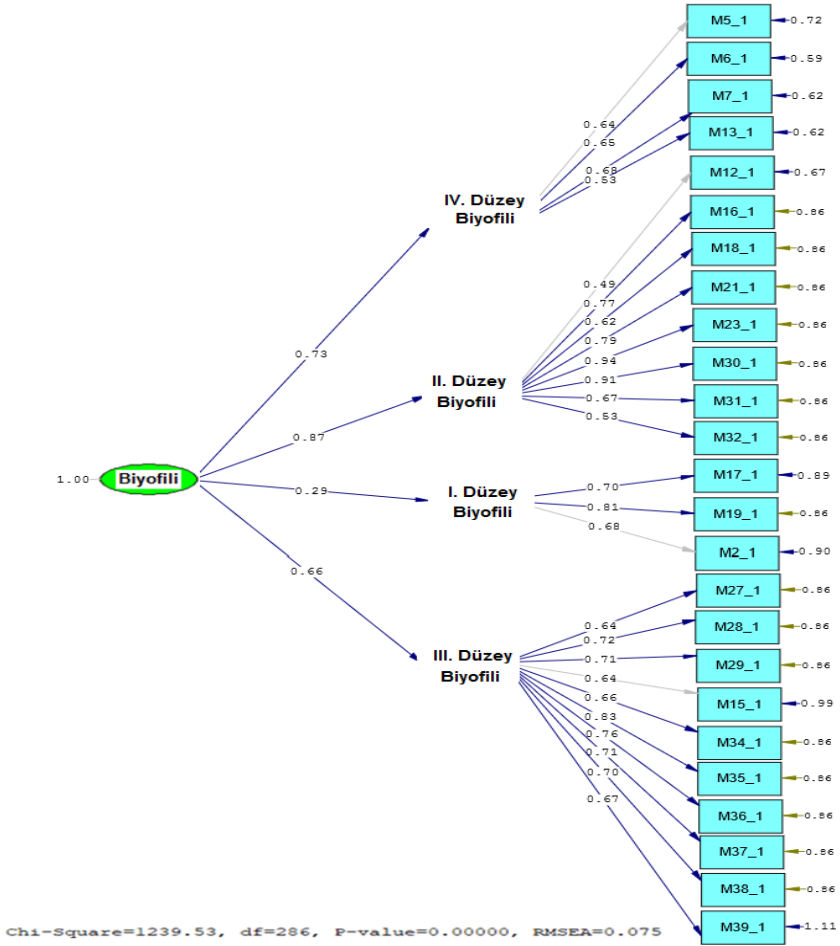 M5_1 0.72
M6_1 0.59
M7_1 0.62
M13_1 0.62
M12_1 0.67
M16_1 0.86
M18_1 0.86
M21_1 0.86
M23_1 0.86
M30_1 0.86
M31_1 0.86
M32_1 0.86
M17_1 0.89
M19_1 0.86
M2_1 0.90
M27_1 0.86
M28_1 0.86
M29_1 0.86
M15_1 0.99
M34_1 0.86
M35_1 0.86
M36_1 0.86
M37_1 0.86
M38_1 0.86
M39_1 1.11
0.64
0.65
0.68
0.53
IV. Düzey
Biyofili
0.49
0.77
0.62
0.79
0.94
0.91
0.67
0.53
II. Düzey
Biyofili
0.70
0.81
0.68
I. Düzey
Biyofili
0.64
0.72
0.71
0.64
0.66
0.83
0.76
0.71
0.70
0.67
III. Düzey
Biyofili
0.73
0.87
0.29
0.66
1.00 Biyofili
Chi-Square=1239.53, df=286, P-value=0.00000, RMSEA=0.075